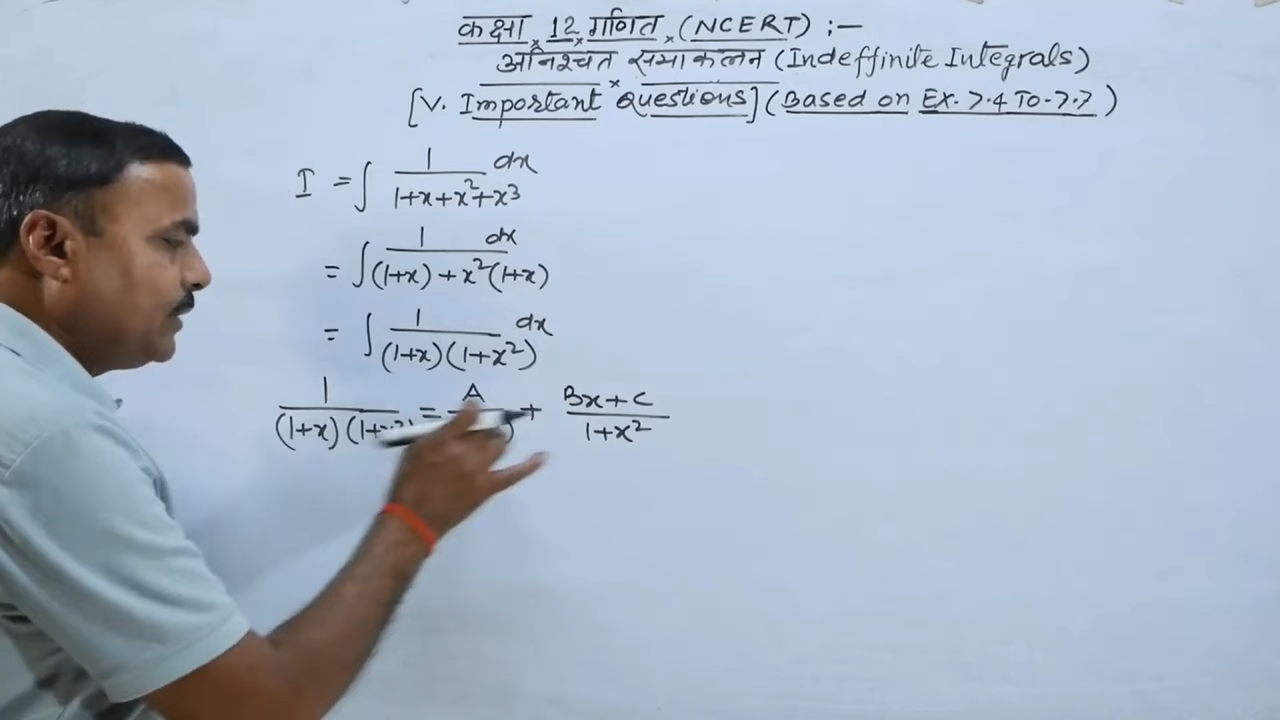 कक्षा × 12 × गणित × (NCERT) :—
अनिश्चत समाकलन (Indeffinite Integrals)
[V. Important × Questions] (Based on Ex. 7.4 To-7.7)
I = ∫ 1/(1+x+x²+x³) dx
= ∫ 1/((1+x) + x²(1+x)) dx
= ∫ 1/((1+x)(1+x²)) dx
1/((1+x)(1+x²)) = A + (Bx+C)/(1+x²)